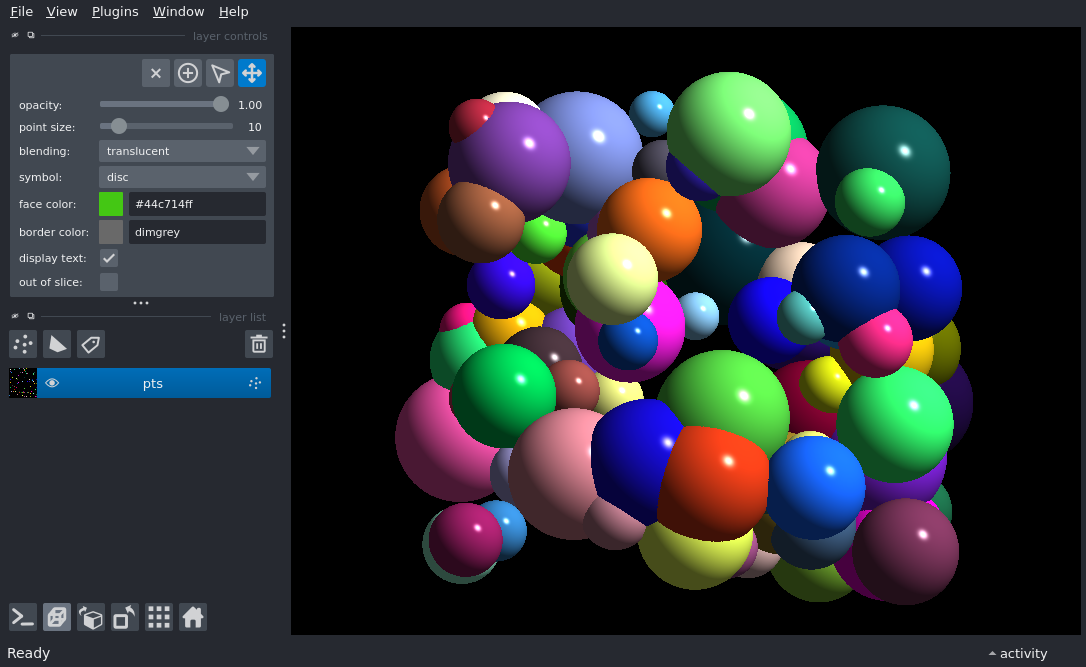 File View Plugins Window Help
layer controls
opacity: 1.00
point size: 10
blending: translucent
symbol: disc
face color: #44c714ff
border color: dimgrey
display text:
out of slice:
layer list
pts
Ready
activity